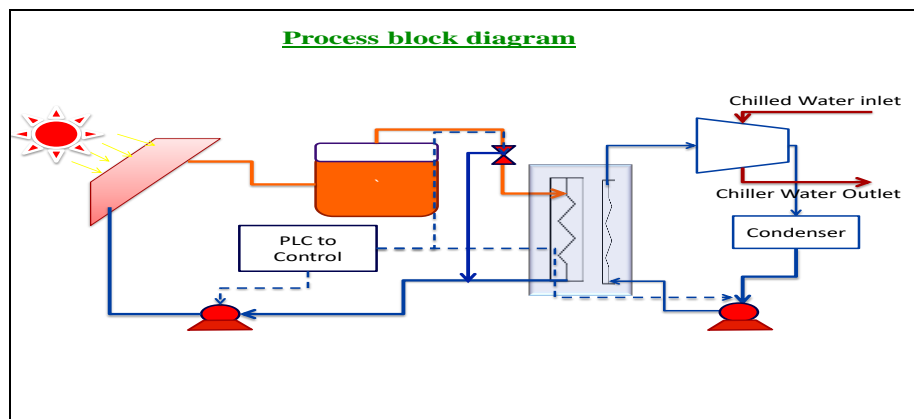 Process block diagram
Chilled Water inlet
Chiller Water Outlet
PLC to
Control
Condenser